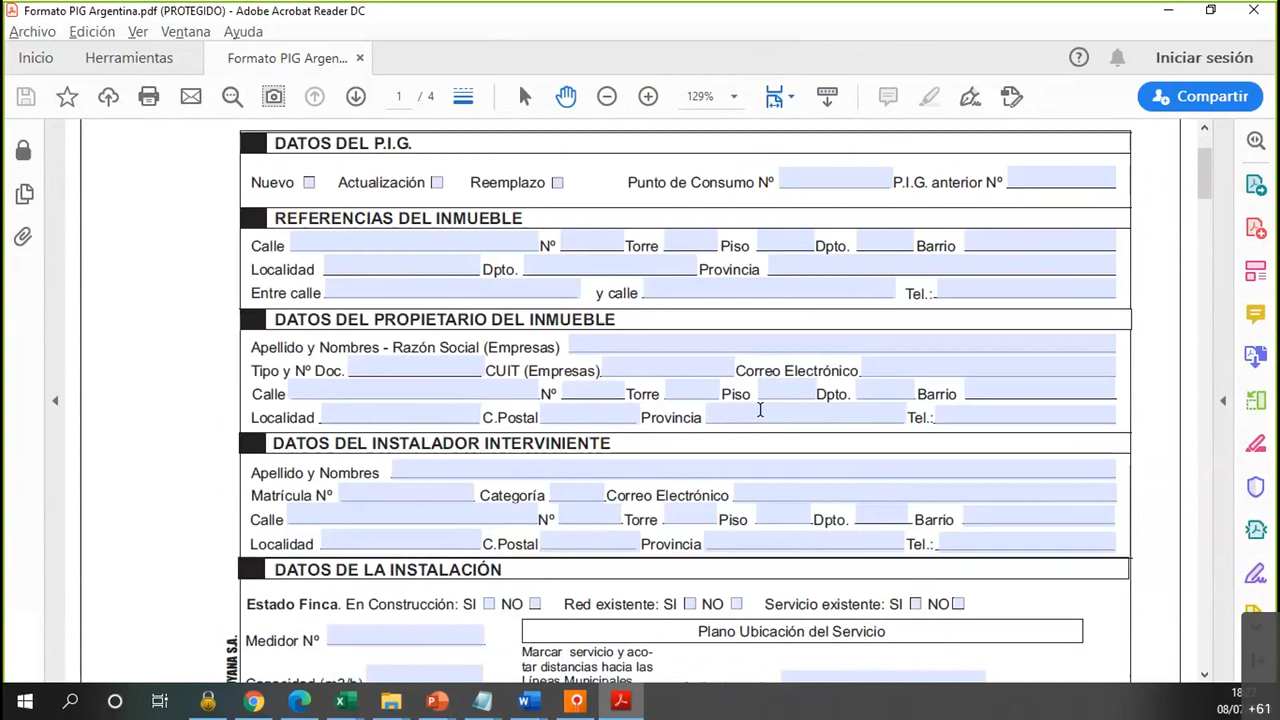 Formato PIG Argentina.pdf (PROTEGIDO) - Adobe Acrobat Reader DC
Archivo Edición Ver Ventana Ayuda
Inicio Herramientas Formato PIG Argen... Iniciar sesión
1 / 4 129% Compartir
DATOS DEL P.I.G.
Nuevo Actualización Reemplazo Punto de Consumo Nº P.I.G. anterior Nº
REFERENCIAS DEL INMUEBLE
Calle Nº Torre Piso Dpto. Barrio
Localidad Dpto. Provincia
Entre calle y calle Tel.:
DATOS DEL PROPIETARIO DEL INMUEBLE
Apellido y Nombres - Razón Social (Empresas)
Tipo y Nº Doc. CUIT (Empresas) Correo Electrónico
Calle Nº Torre Piso Dpto. Barrio
Localidad C.Postal Provincia Tel.:
DATOS DEL INSTALADOR INTERVINIENTE
Apellido y Nombres
Matrícula Nº Categoría Correo Electrónico
Calle Nº Torre Piso Dpto. Barrio
Localidad C.Postal Provincia Tel.:
DATOS DE LA INSTALACIÓN
Estado Finca. En Construcción: SI NO Red existente: SI NO Servicio existente: SI NO
Medidor Nº
Plano Ubicación del Servicio
Marcar servicio y aco-
tar distancias hacia las
Líneas Municipales
Capacidad (m3/h)
YANA S.A.
18:27
08/07
+61